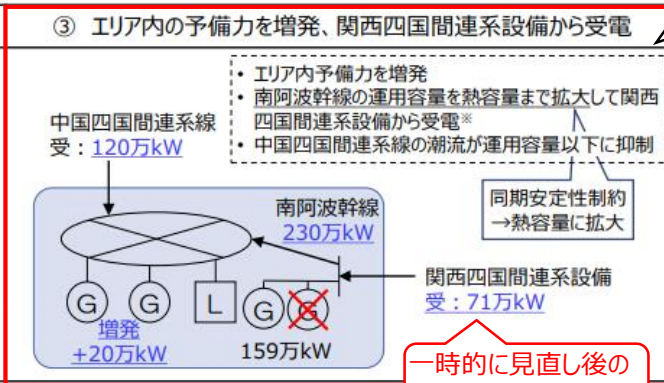 ③ エリア内の予備力を増発、関西四国間連系設備から受電
• エリア内予備力を増発
• 南阿波幹線の運用容量を熱容量まで拡大して関西
四国間連系設備から受電※
• 中国四国間連系線の潮流が運用容量以下に抑制
中国四国間連系線
受：120万kW
同期安定性制約
→熱容量に拡大
南阿波幹線
230万kW
関西四国間連系設備
受：71万kW
G
G
L
G
G
増発
+20万kW
159万kW
一時的に見直し後の